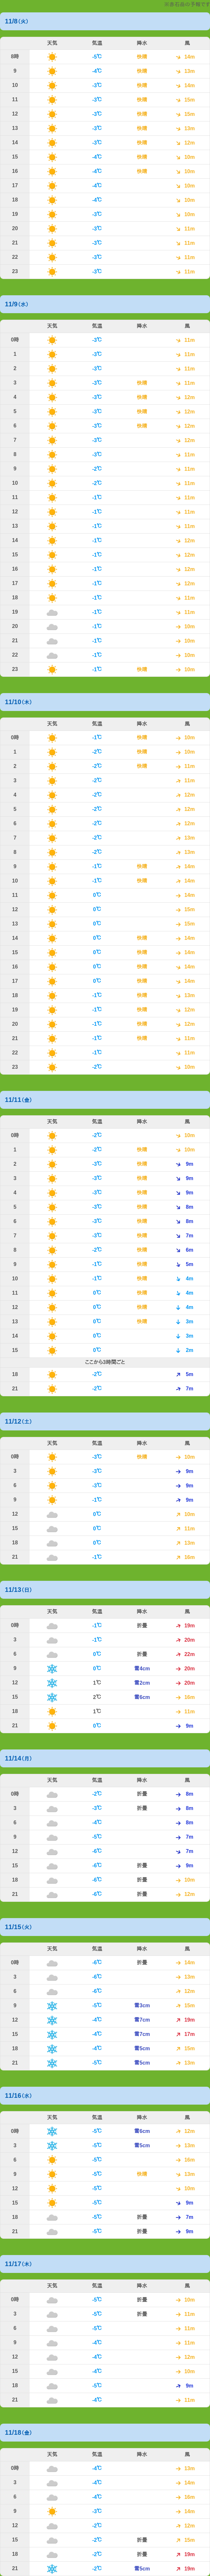 ※表右端の予報です
11/8(火)
天気 気温 降水 風
8時 -5℃ 快晴 14m
9 -4℃ 快晴 13m
10 -3℃ 快晴 14m
11 -3℃ 快晴 15m
12 -3℃ 快晴 15m
13 -3℃ 快晴 13m
14 -3℃ 快晴 12m
15 -4℃ 快晴 10m
16 -4℃ 快晴 10m
17 -4℃ 10m
18 -4℃ 10m
19 -3℃ 10m
20 -3℃ 11m
21 -3℃ 11m
22 -3℃ 11m
23 -3℃ 11m
11/9(水)
天気 気温 降水 風
0時 -3℃ 11m
1 -3℃ 11m
2 -3℃ 11m
3 -3℃ 快晴 11m
4 -3℃ 快晴 12m
5 -3℃ 快晴 12m
6 -3℃ 快晴 12m
7 -3℃ 12m
8 -3℃ 11m
9 -2℃ 11m
10 -2℃ 11m
11 -1℃ 11m
12 -1℃ 11m
13 -1℃ 11m
14 -1℃ 12m
15 -1℃ 12m
16 -1℃ 12m
17 -1℃ 12m
18 -1℃ 11m
19 -1℃ 11m
20 -1℃ 10m
21 -1℃ 10m
22 -1℃ 10m
23 -1℃ 快晴 10m
11/10(木)
天気 気温 降水 風
0時 -1℃ 快晴 10m
1 -2℃ 快晴 10m
2 -2℃ 快晴 11m
3 -2℃ 11m
4 -2℃ 12m
5 -2℃ 12m
6 -2℃ 12m
7 -2℃ 13m
8 -2℃ 13m
9 -1℃ 快晴 14m
10 -1℃ 快晴 14m
11 0℃ 14m
12 0℃ 15m
13 0℃ 15m
14 0℃ 快晴 14m
15 0℃ 快晴 14m
16 0℃ 快晴 14m
17 0℃ 快晴 14m
18 -1℃ 快晴 13m
19 -1℃ 快晴 12m
20 -1℃ 快晴 12m
21 -1℃ 快晴 11m
22 -1℃ 11m
23 -2℃ 10m
11/11(金)
天気 気温 降水 風
0時 -2℃ 10m
1 -2℃ 快晴 10m
2 -3℃ 快晴 9m
3 -3℃ 快晴 9m
4 -3℃ 快晴 9m
5 -3℃ 快晴 8m
6 -3℃ 快晴 8m
7 -3℃ 快晴 7m
8 -2℃ 快晴 6m
9 -1℃ 快晴 5m
10 -1℃ 快晴 4m
11 0℃ 快晴 4m
12 0℃ 快晴 4m
13 0℃ 快晴 3m
14 0℃ 3m
15 0℃ 2m
ここから3時間ごと
18 -2℃ 5m
21 -2℃ 7m
11/12(土)
天気 気温 降水 風
0時 -3℃ 快晴 10m
3 -3℃ 9m
6 -3℃ 9m
9 -1℃ 9m
12 0℃ 10m
15 0℃ 11m
18 0℃ 13m
21 -1℃ 16m
11/13(日)
天気 気温 降水 風
0時 -1℃ 折曇 19m
3 -1℃ 20m
6 0℃ 折曇 22m
9 0℃ 雪4cm 20m
12 1℃ 雪2cm 20m
15 2℃ 雪6cm 16m
18 1℃ 11m
21 0℃ 9m
11/14(月)
天気 気温 降水 風
0時 -2℃ 折曇 8m
3 -3℃ 折曇 8m
6 -4℃ 8m
9 -5℃ 7m
12 -6℃ 7m
15 -6℃ 折曇 9m
18 -6℃ 折曇 10m
21 -6℃ 折曇 12m
11/15(火)
天気 気温 降水 風
0時 -6℃ 折曇 14m
3 -6℃ 13m
6 -6℃ 12m
9 -5℃ 雪3cm 15m
12 -4℃ 雪7cm 19m
15 -4℃ 雪7cm 17m
18 -4℃ 雪5cm 15m
21 -5℃ 雪5cm 13m
11/16(水)
天気 気温 降水 風
0時 -5℃ 雪6cm 12m
3 -5℃ 雪5cm 13m
6 -5℃ 16m
9 -5℃ 快晴 13m
12 -5℃ 10m
15 -5℃ 9m
18 -5℃ 折曇 7m
21 -5℃ 折曇 9m
11/17(木)
天気 気温 降水 風
0時 -5℃ 折曇 10m
3 -5℃ 折曇 11m
6 -5℃ 11m
9 -4℃ 11m
12 -4℃ 12m
15 -4℃ 10m
18 -5℃ 9m
21 -4℃ 11m
11/18(金)
天気 気温 降水 風
0時 -4℃ 13m
3 -4℃ 14m
6 -4℃ 16m
9 -3℃ 14m
12 -2℃ 12m
15 -2℃ 折曇 15m
18 -2℃ 折曇 19m
21 -2℃ 雪5cm 19m